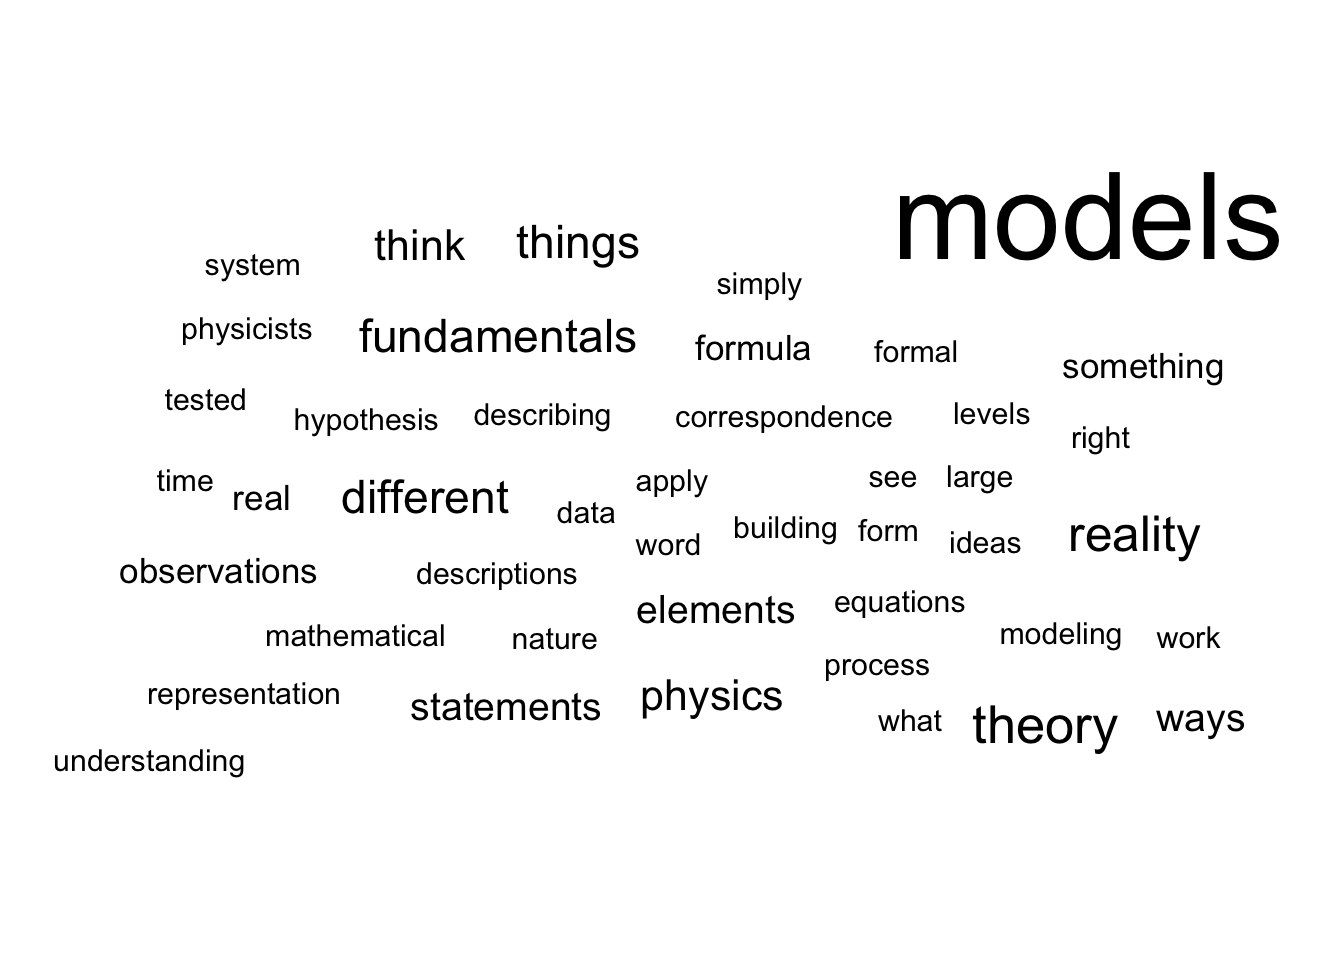 models
think things
system
simply
physicists fundamentals formula formal
something
tested hypothesis describing correspondence levels
right
time real different data apply see large
word building form ideas reality
observations descriptions
elements equations
mathematical nature modeling work
process
representation statements physics
what theory ways
understanding